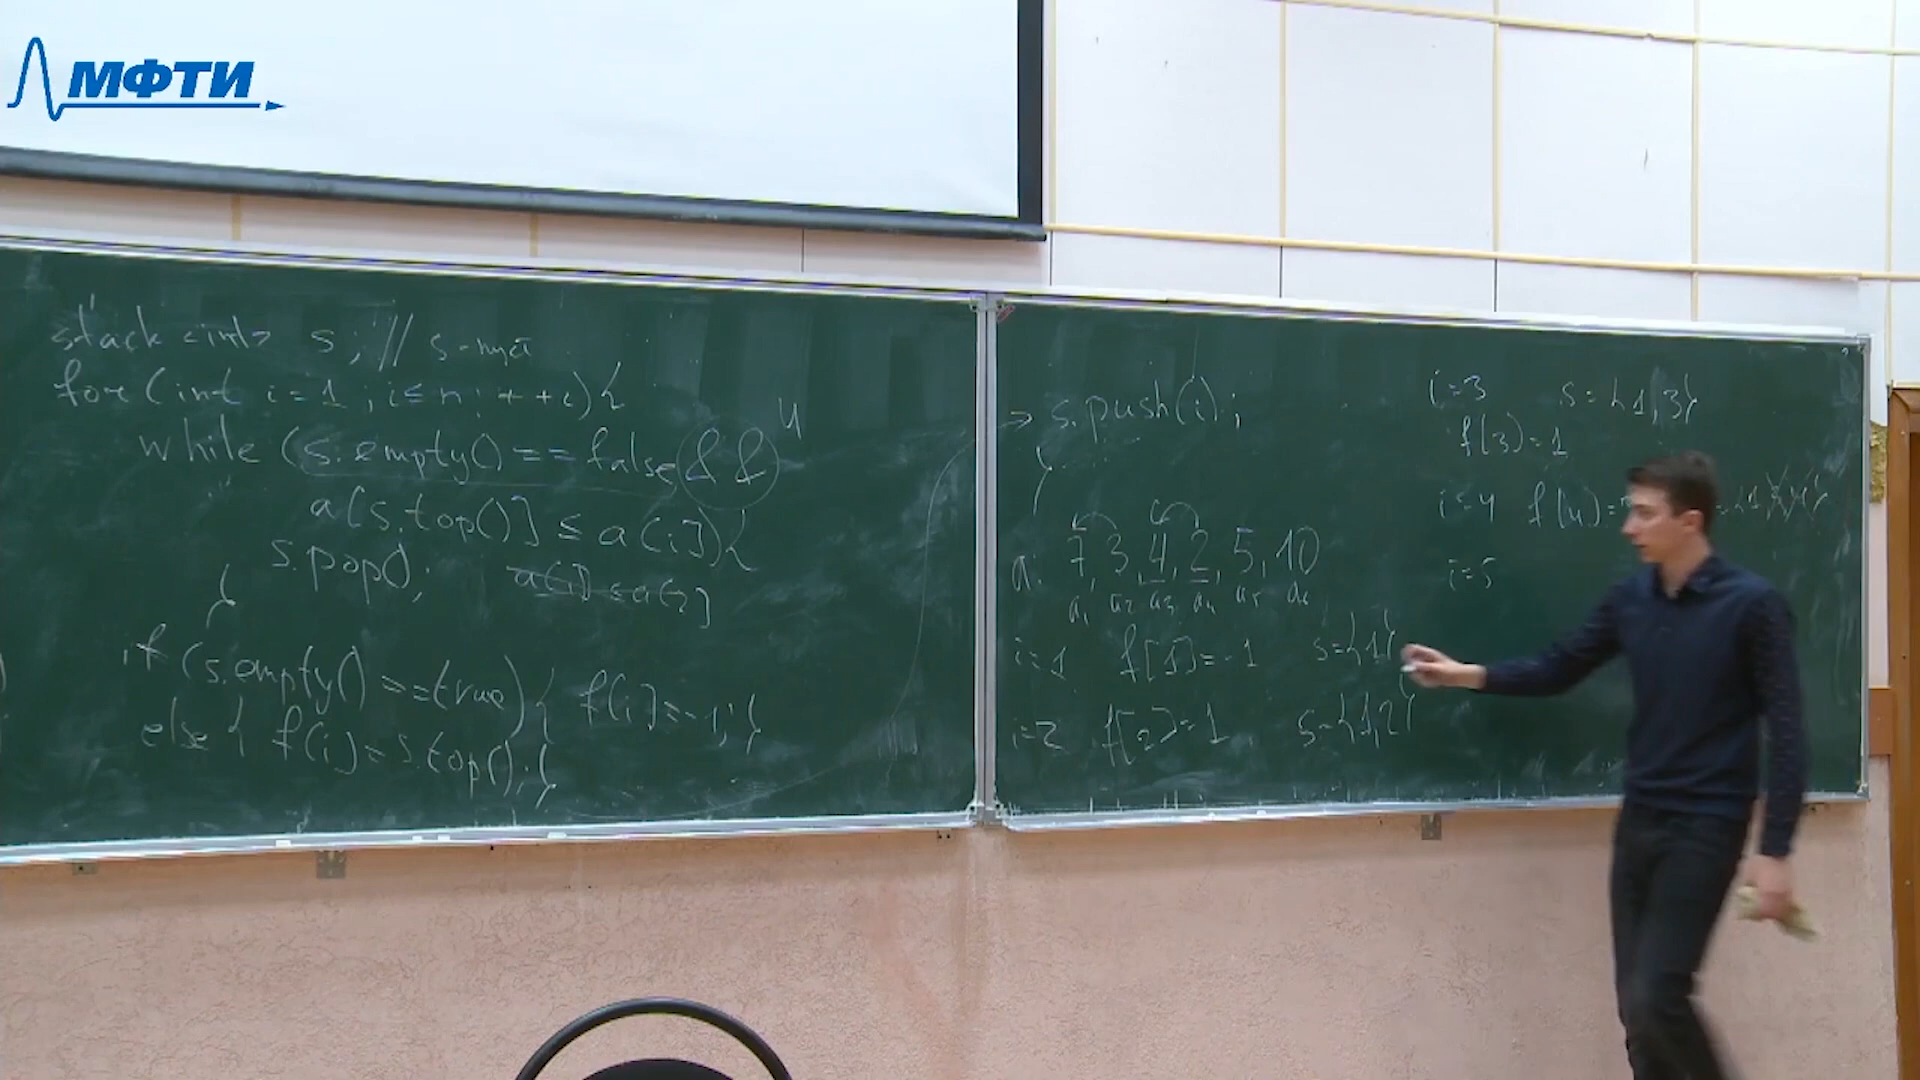 МФТИ
stack <int> s; // s-пуст
for (int i=1; i≤n; ++i){
while (s.empty() == false && и
a[s.top()] ≤ a[i]){
s.pop();
}
if (s.empty()==true){ f[i]=-1; }
else { f[i]=s.top(); }
→ s.push(i);
}
a: 7, 3, 4, 2, 5, 10
a₁ a₂ a₃ a₄ a₅ a₆
i=1 f[1]=-1 s={1}
i=2 f[2]=1 s={1,2}
i=3 s={1,3}
f[3]=1
i=4 f[4]=
i=5